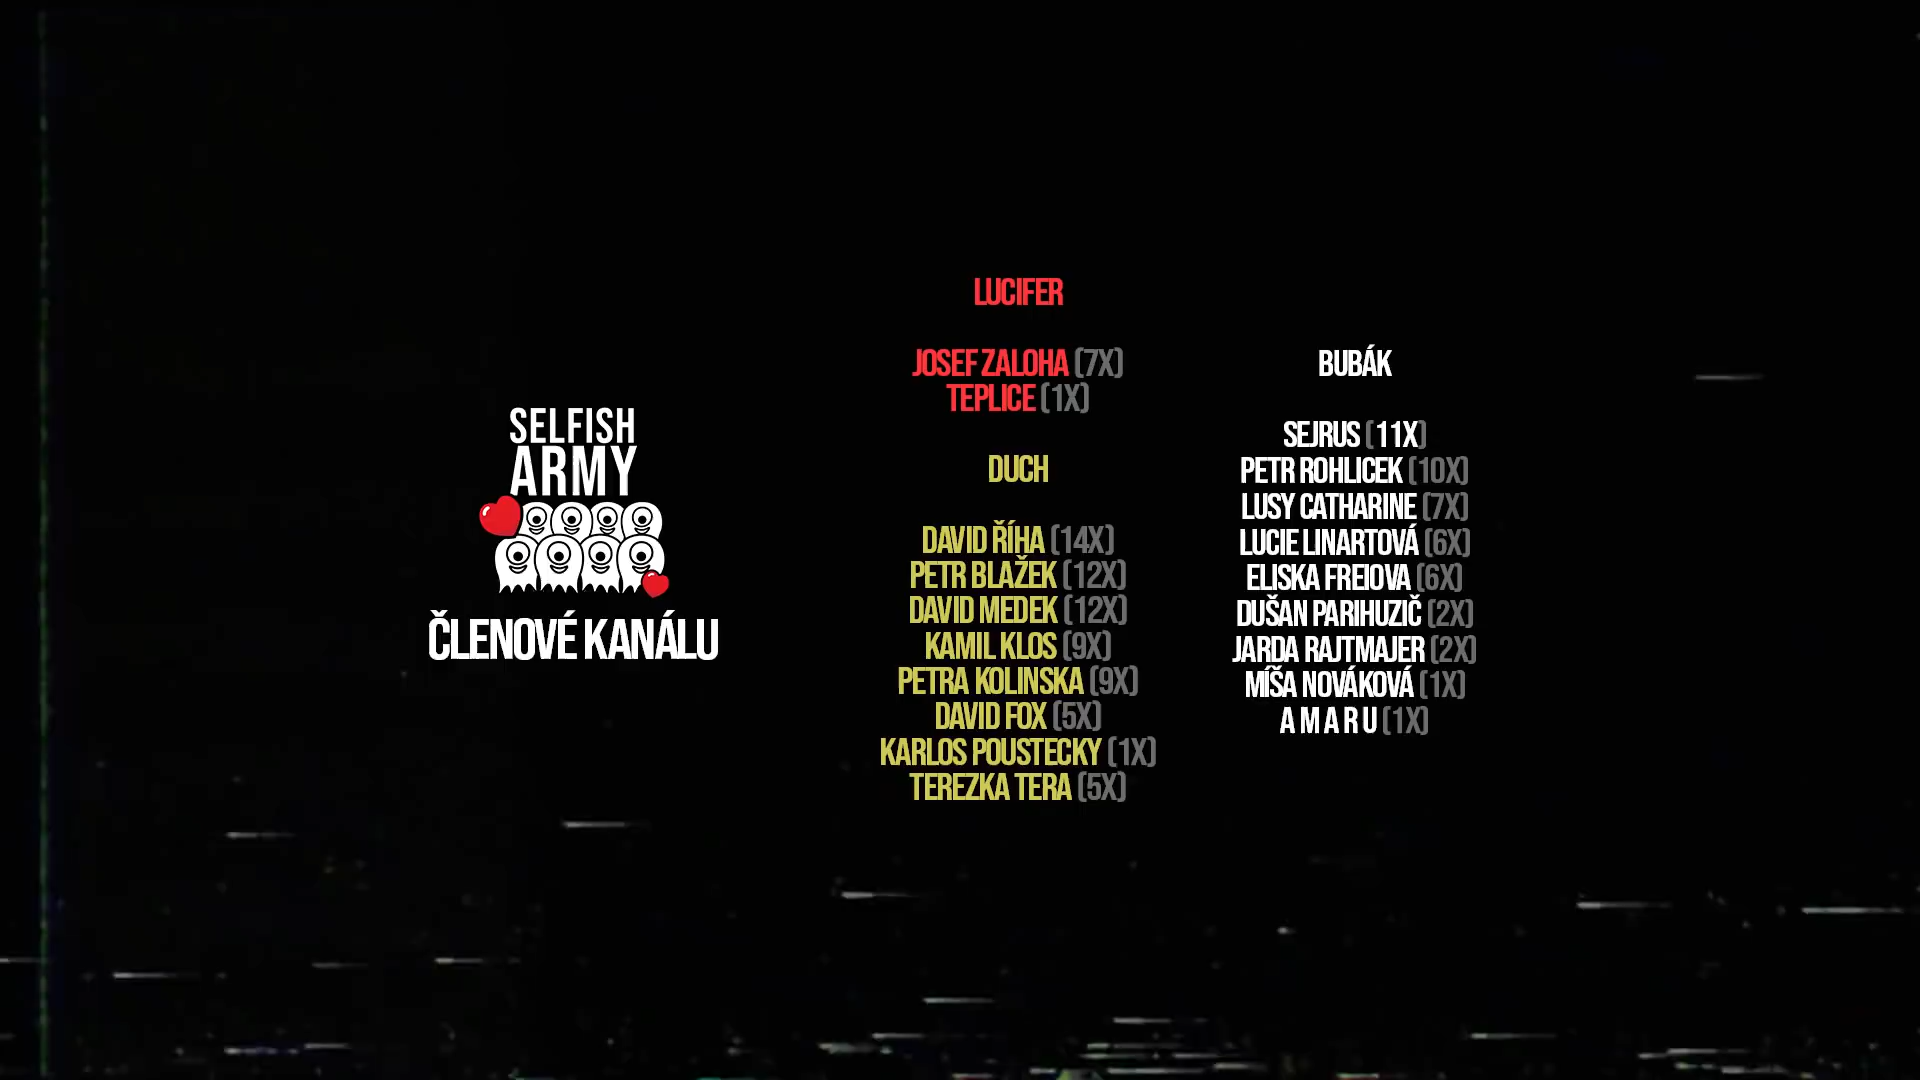 SELFISH
ARMY
ČLENOVÉ KANÁLU
LUCIFER
JOSEF ZALOHA (7X)
TEPLICE (1X)
DUCH
DAVID ŘÍHA (14X)
PETR BLAŽEK (12X)
DAVID MEDEK (12X)
KAMIL KLOS (9X)
PETRA KOLINSKA (9X)
DAVID FOX (5X)
KARLOS POUSTECKY (1X)
TEREZKA TERA (5X)
BUBÁK
SEJRUS (11X)
PETR ROHLICEK (10X)
LUSY CATHARINE (7X)
LUCIE LINARTOVÁ (6X)
ELISKA FREIOVA (6X)
DUŠAN PARIHUZIČ (2X)
JARDA RAJTMAJER (2X)
MÍŠA NOVÁKOVÁ (1X)
A M A R U (1X)